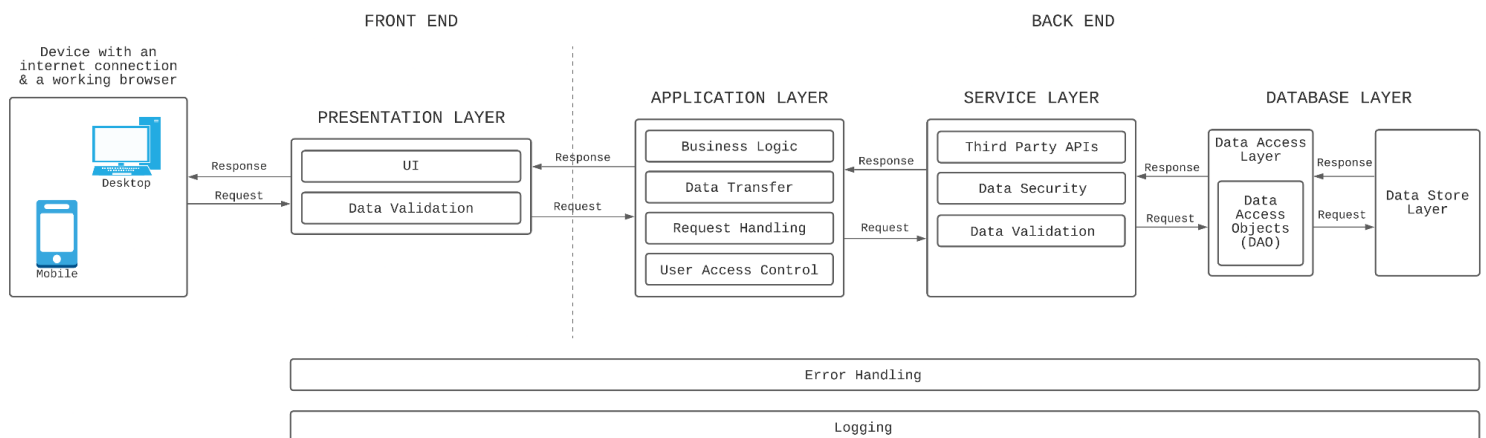 FRONT END
BACK END
Device with an
internet connection
& a working browser
Desktop
Mobile
Response
Request
PRESENTATION LAYER
UI
Data Validation
Response
Request
APPLICATION LAYER
Business Logic
Data Transfer
Request Handling
User Access Control
Response
Request
SERVICE LAYER
Third Party APIs
Data Security
Data Validation
Response
Request
DATABASE LAYER
Data Access
Layer
Data
Access
Objects
(DAO)
Response
Request
Data Store
Layer
Error Handling
Logging